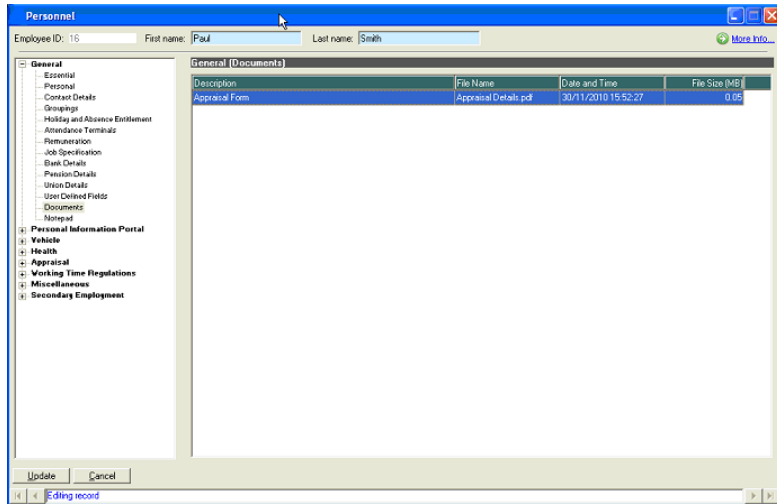 Personnel
Employee ID: 16 First name: Paul Last name: Smith More Info...
General
Essential
Personal
Contact Details
Groupings
Holiday and Absence Entitlement
Attendance Terminals
Remuneration
Job Specification
Bank Details
Pension Details
Union Details
User Defined Fields
Documents
Notepad
Personal Information Portal
Vehicle
Health
Appraisal
Working Time Regulations
Miscellaneous
Secondary Employment
General (Documents)
Description File Name Date and Time File Size (MB)
Appraisal Form Appraisal Details.pdf 30/11/2010 15:52:27 0.05
Update Cancel
Editing record